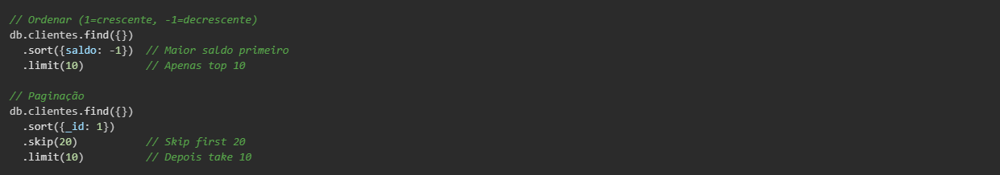 // Ordenar (1=crescente, -1=decrescente)
db.clientes.find({})
  .sort({saldo: -1})  // Maior saldo primeiro
  .limit(10)          // Apenas top 10

// Paginação
db.clientes.find({})
  .sort({_id: 1})
  .skip(20)           // Skip first 20
  .limit(10)          // Depois take 10